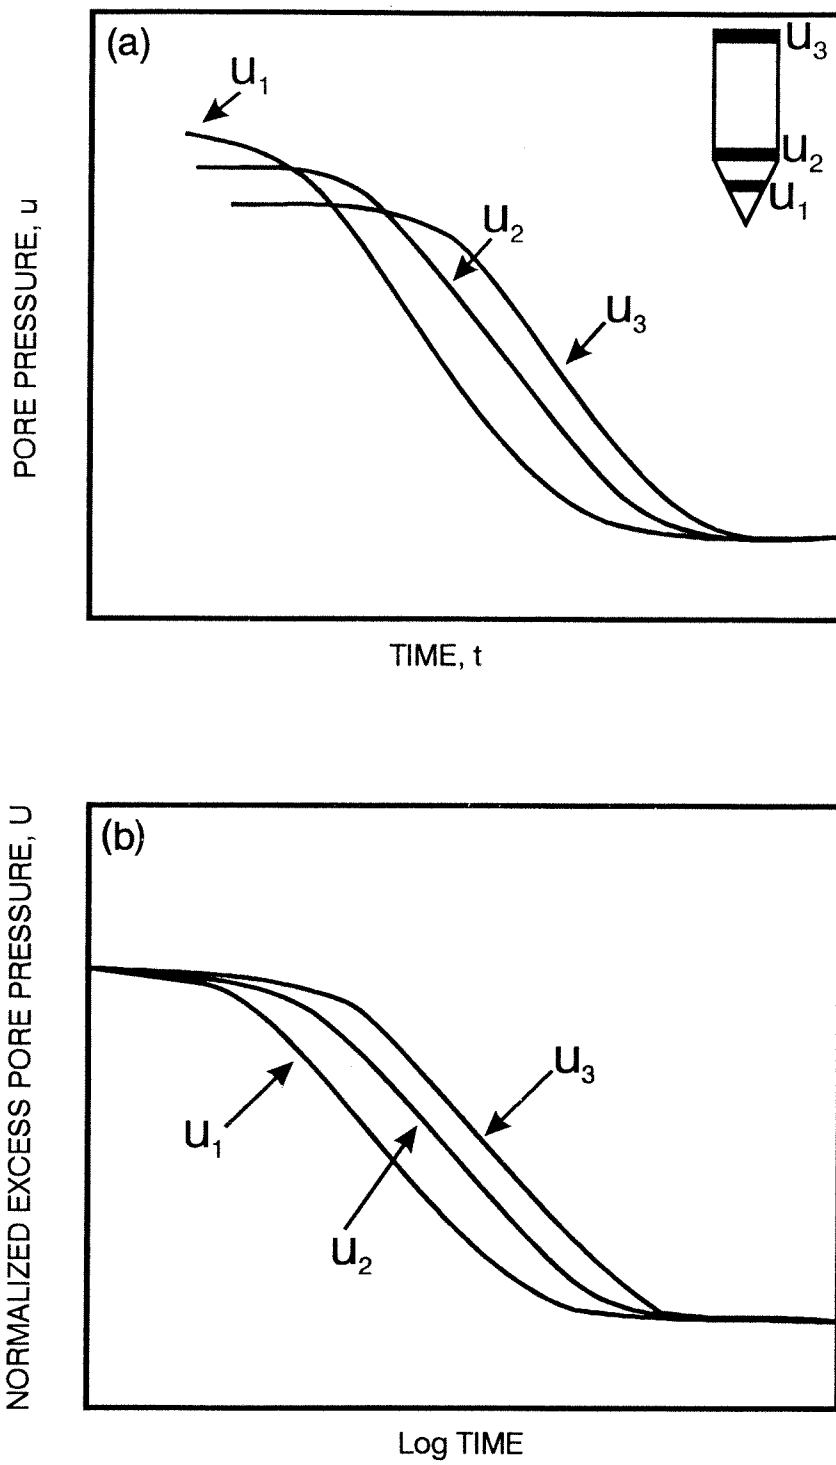 (a)
u₁
u₃
u₂
u₁
u₂
u₃
PORE PRESSURE, u
TIME, t
(b)
u₃
u₁
u₂
NORMALIZED EXCESS PORE PRESSURE, U
Log TIME